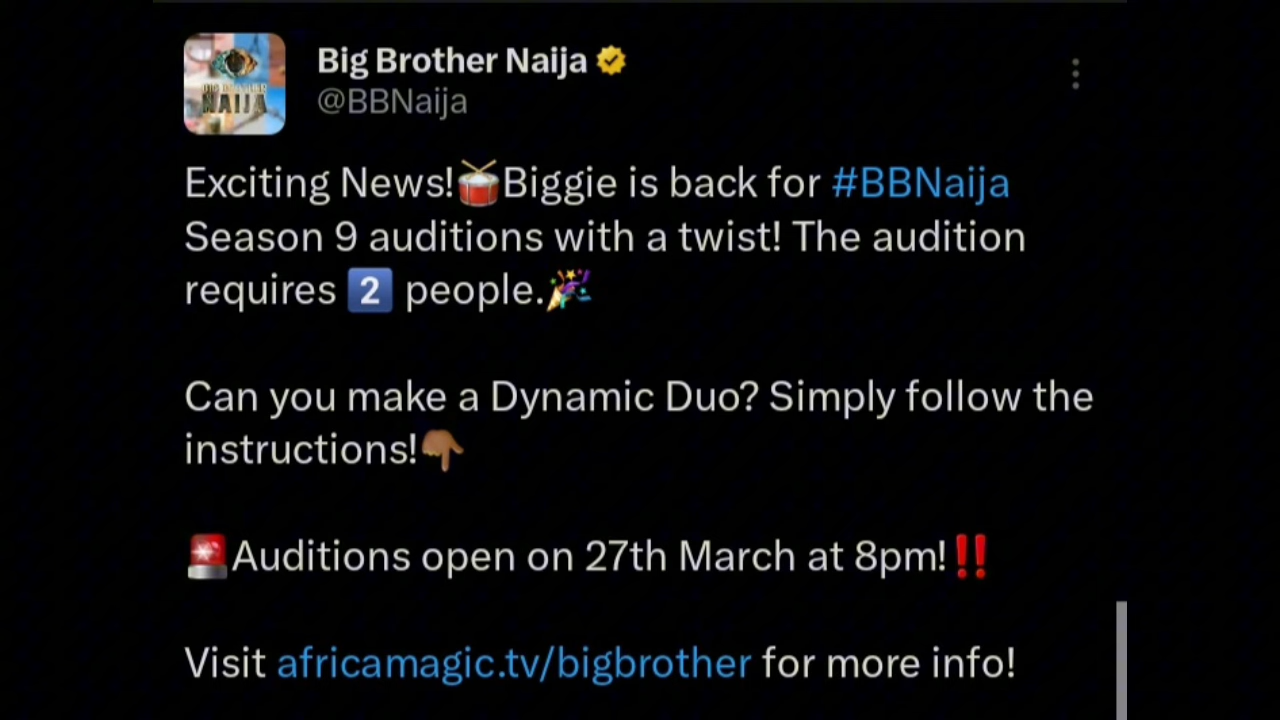 Big Brother Naija
@BBNaija
Exciting News!🥁Biggie is back for #BBNaija
Season 9 auditions with a twist! The audition
requires 2️⃣ people.🎉
Can you make a Dynamic Duo? Simply follow the
instructions!👇🏾
🚨Auditions open on 27th March at 8pm!‼️
Visit africamagic.tv/bigbrother for more info!